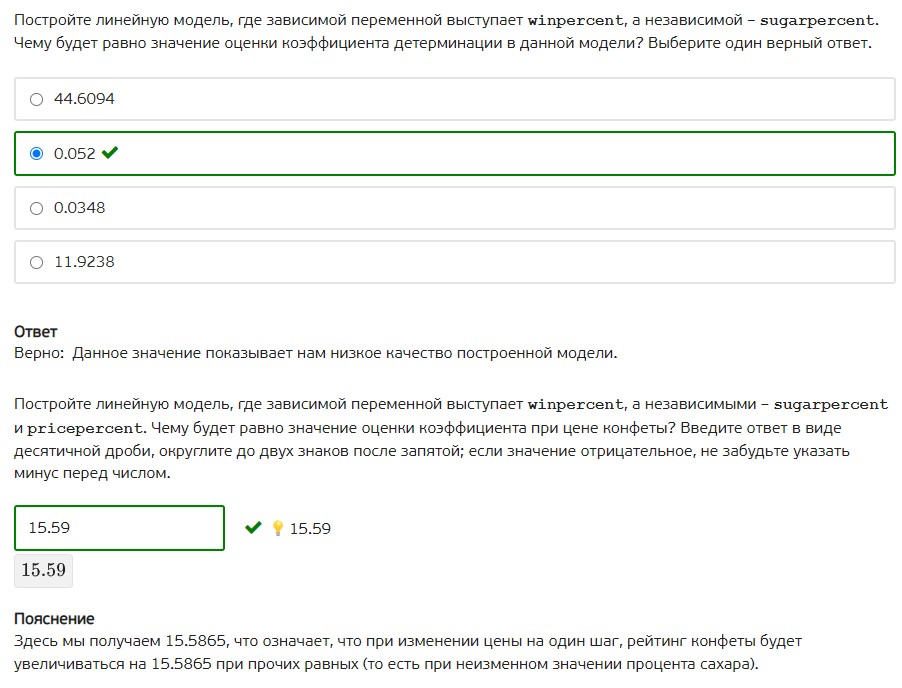 Постройте линейную модель, где зависимой переменной выступает winpercent, а независимой – sugarpercent.
Чему будет равно значение оценки коэффициента детерминации в данной модели? Выберите один верный ответ.
44.6094
0.052
0.0348
11.9238
Ответ
Верно: Данное значение показывает нам низкое качество построенной модели.
Постройте линейную модель, где зависимой переменной выступает winpercent, а независимыми – sugarpercent
и pricepercent. Чему будет равно значение оценки коэффициента при цене конфеты? Введите ответ в виде
десятичной дроби, округлите до двух знаков после запятой; если значение отрицательное, не забудьте указать
минус перед числом.
15.59
15.59
15.59
Пояснение
Здесь мы получаем 15.5865, что означает, что при изменении цены на один шаг, рейтинг конфеты будет
увеличиваться на 15.5865 при прочих равных (то есть при неизменном значении процента сахара).